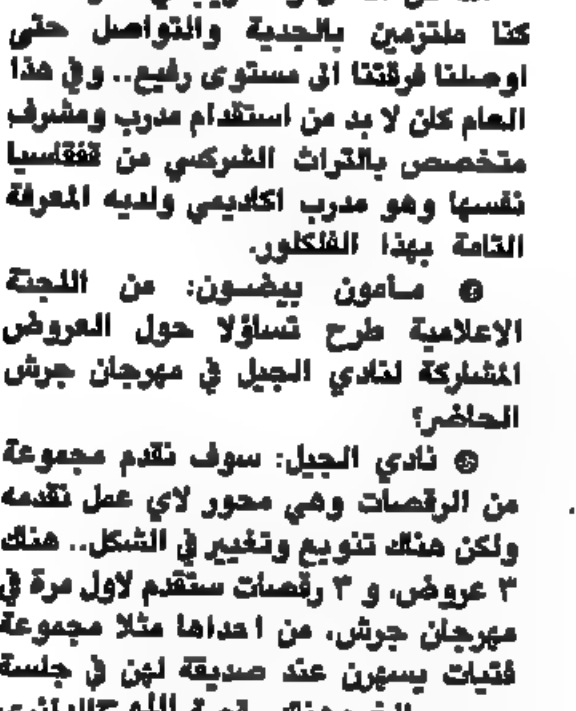 كنا ملتزمين بالجدية والتواصل حتى
اوصلنا فرقتنا الى مستوى رفيع.. وفي هذا
العام كان لا بد من استقدام مدرب ومشرف
متخصص بالتراث الشركسي من قفقاسيا
نفسها وهو مدرب اكاديمي ولديه المعرفة
التامة بهذا الفلكلور.
● مأمون بيضون: من اللجنة
الاعلامية طرح تساؤلا حول العروض
المشاركة لنادي الجيل في مهرجان جرش
الحاضر؟
● نادي الجيل: سوف نقدم مجموعة
من الرقصات وهي محور لاي عمل نقدمه
ولكن هناك تنويع وتغيير في الشكل.. هناك
٣ عروض، و ٣ رقصات ستقدم لاول مرة في
مهرجان جرش، من احداها مثلا مجموعة
فتيات يسهرن عند صديقة لهن في جلسة